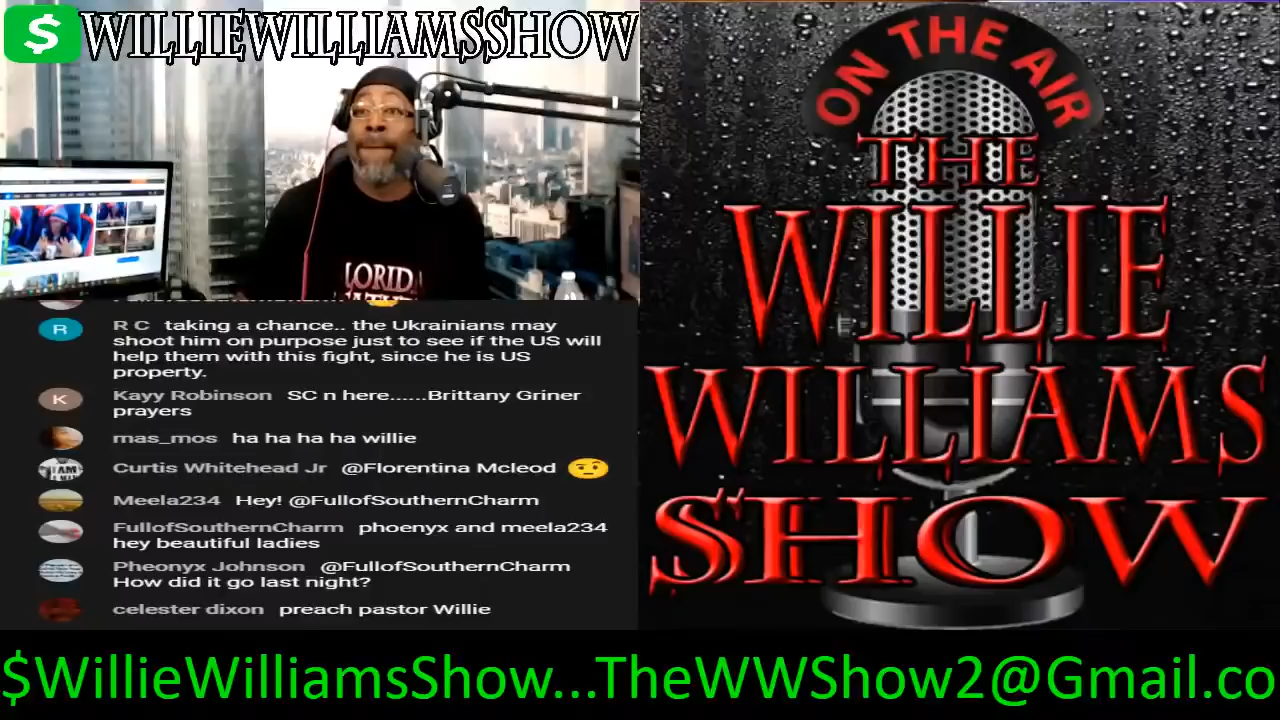 $ WILLIEWILLIAMSSHOW
LORIDA
R C taking a chance.. the Ukrainians may
shoot him on purpose just to see if the US will
help them with this fight, since he is US
property.
K
Kayy Robinson SC n here......Brittany Griner
prayers
mas_mos ha ha ha ha willie
I AM
Curtis Whitehead Jr @Florentina Mcleod
Meela234 Hey! @FullofSouthernCharm
FullofSouthernCharm phoenyx and meela234
hey beautiful ladies
Pheonyx Johnson @FullofSouthernCharm
How did it go last night?
celester dixon preach pastor Willie
ON THE AIR
THE
WILLIE
WILLIAMS
SHOW
$WillieWilliamsShow...TheWWShow2@Gmail.co